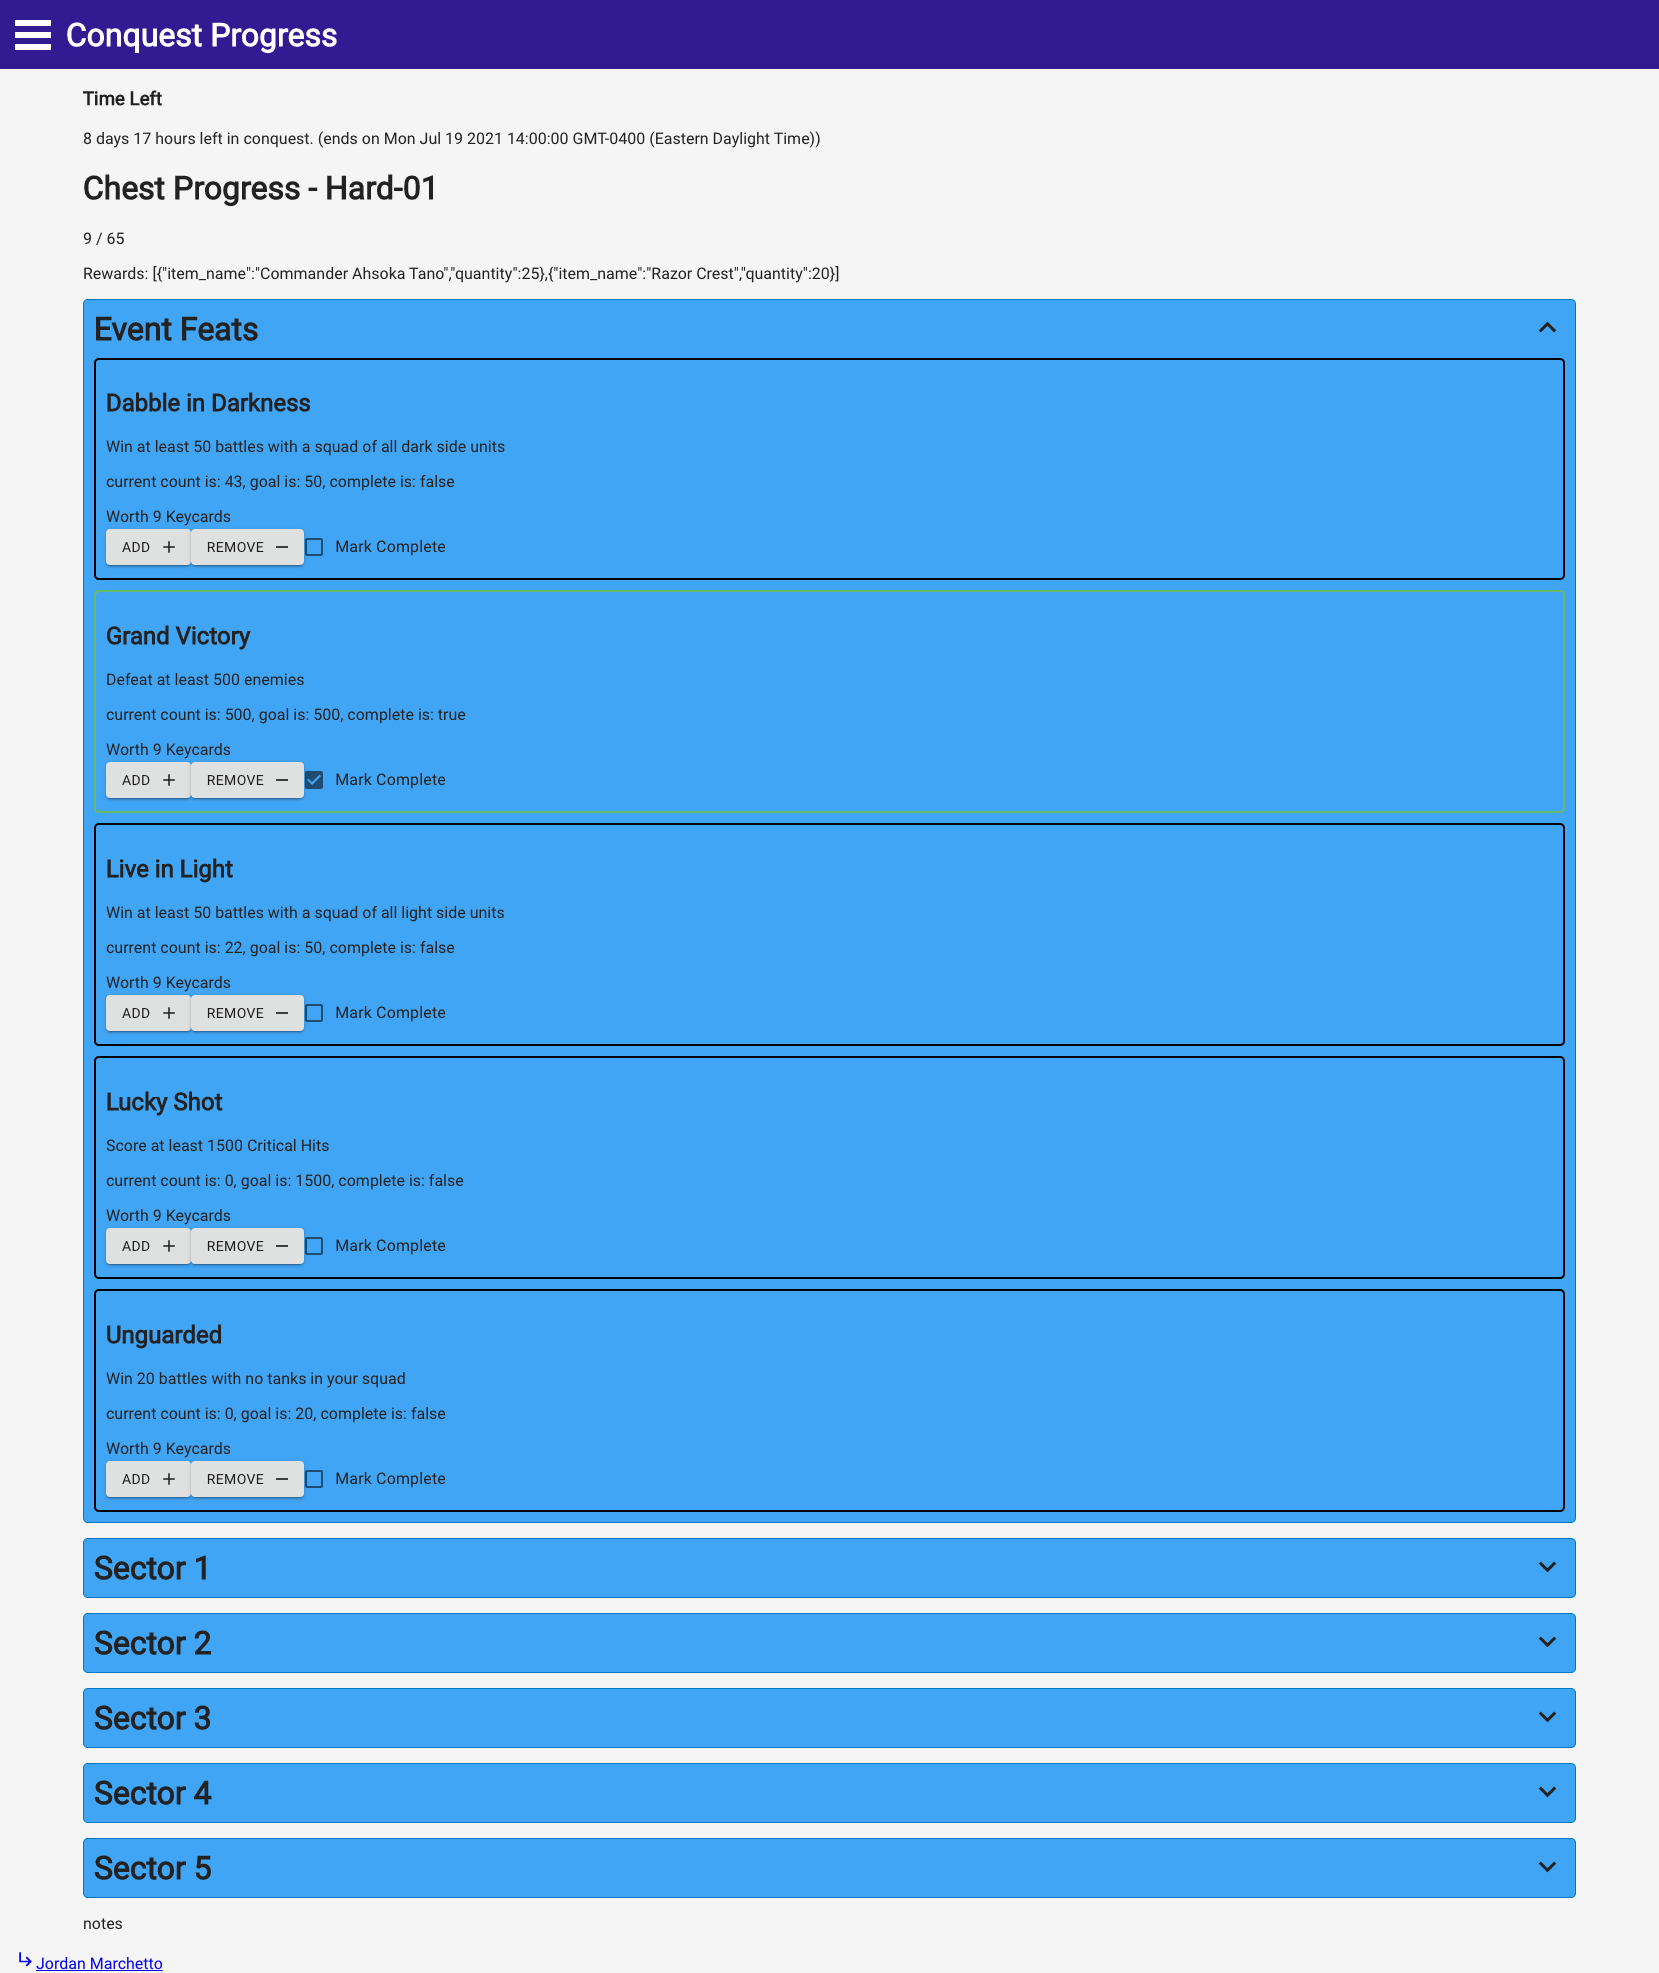 Conquest Progress
Time Left
8 days 17 hours left in conquest. (ends on Mon Jul 19 2021 14:00:00 GMT-0400 (Eastern Daylight Time))
Chest Progress - Hard-01
9 / 65
Rewards: [{"item_name":"Commander Ahsoka Tano","quantity":25},{"item_name":"Razor Crest","quantity":20}]
Event Feats
Dabble in Darkness
Win at least 50 battles with a squad of all dark side units
current count is: 43, goal is: 50, complete is: false
Worth 9 Keycards
ADD + REMOVE − Mark Complete
Grand Victory
Defeat at least 500 enemies
current count is: 500, goal is: 500, complete is: true
Worth 9 Keycards
ADD + REMOVE − Mark Complete
Live in Light
Win at least 50 battles with a squad of all light side units
current count is: 22, goal is: 50, complete is: false
Worth 9 Keycards
ADD + REMOVE − Mark Complete
Lucky Shot
Score at least 1500 Critical Hits
current count is: 0, goal is: 1500, complete is: false
Worth 9 Keycards
ADD + REMOVE − Mark Complete
Unguarded
Win 20 battles with no tanks in your squad
current count is: 0, goal is: 20, complete is: false
Worth 9 Keycards
ADD + REMOVE − Mark Complete
Sector 1
Sector 2
Sector 3
Sector 4
Sector 5
notes
Jordan Marchetto